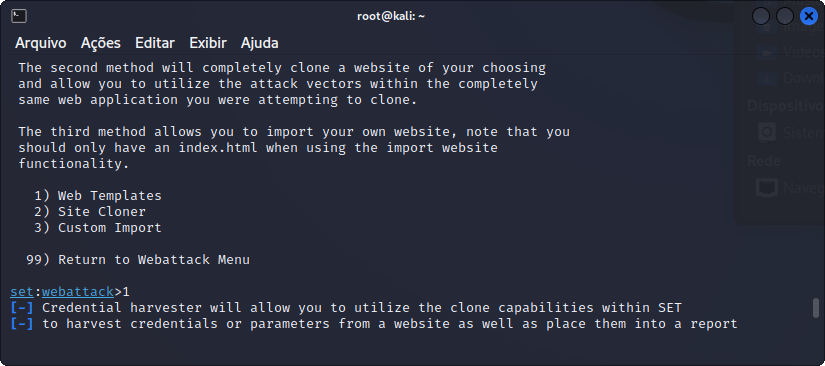 root@kali: ~
Arquivo Ações Editar Exibir Ajuda
The second method will completely clone a website of your choosing
and allow you to utilize the attack vectors within the completely
same web application you were attempting to clone.
The third method allows you to import your own website, note that you
should only have an index.html when using the import website
functionality.
1) Web Templates
2) Site Cloner
3) Custom Import
99) Return to Webattack Menu
set:webattack>1
[-] Credential harvester will allow you to utilize the clone capabilities within SET
[-] to harvest credentials or parameters from a website as well as place them into a report
Vídeos
Downl
Dispositivo
Sistem
Rede
Naveg